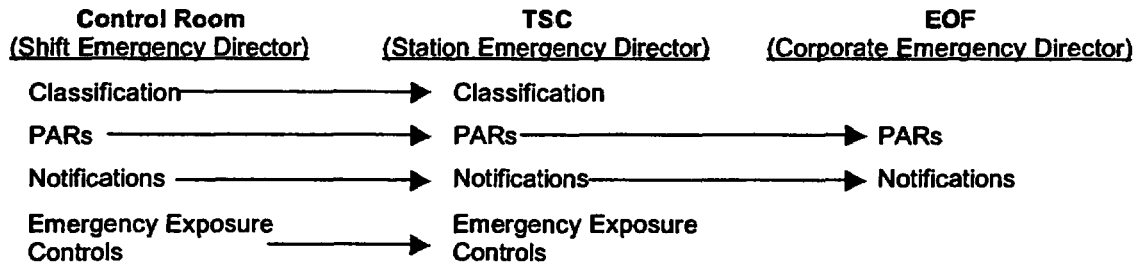 Control Room TSC EOF
(Shift Emergency Director) (Station Emergency Director) (Corporate Emergency Director)
Classification Classification
PARs PARs PARs
Notifications Notifications Notifications
Emergency Exposure Emergency Exposure
Controls Controls